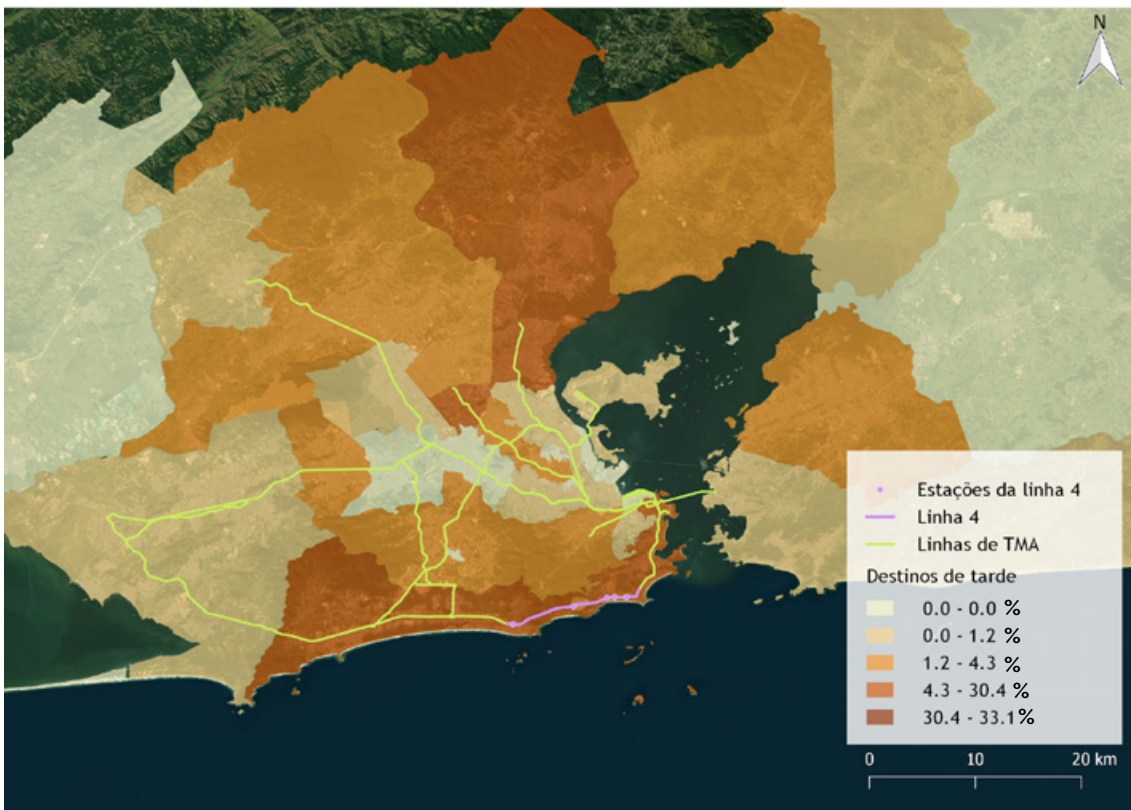 N
Estações da linha 4
Linha 4
Linhas de TMA
Destinos de tarde
0.0 - 0.0 %
0.0 - 1.2 %
1.2 - 4.3 %
4.3 - 30.4 %
30.4 - 33.1%
0 10 20 km